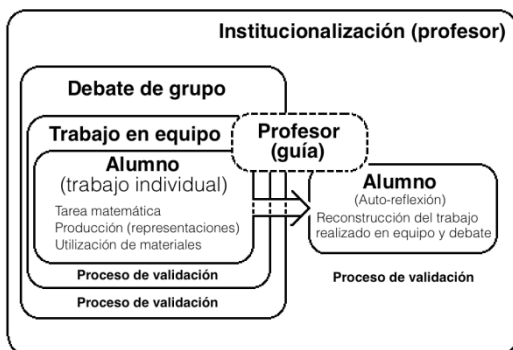 Institucionalización (profesor)
Debate de grupo
Trabajo en equipo
Profesor
(guía)
Alumno
(trabajo individual)
Tarea matemática
Producción (representaciones)
Utilización de materiales
Proceso de validación
Proceso de validación
Alumno
(Auto-reflexión)
Reconstrucción del trabajo
realizado en equipo y debate
Proceso de validación